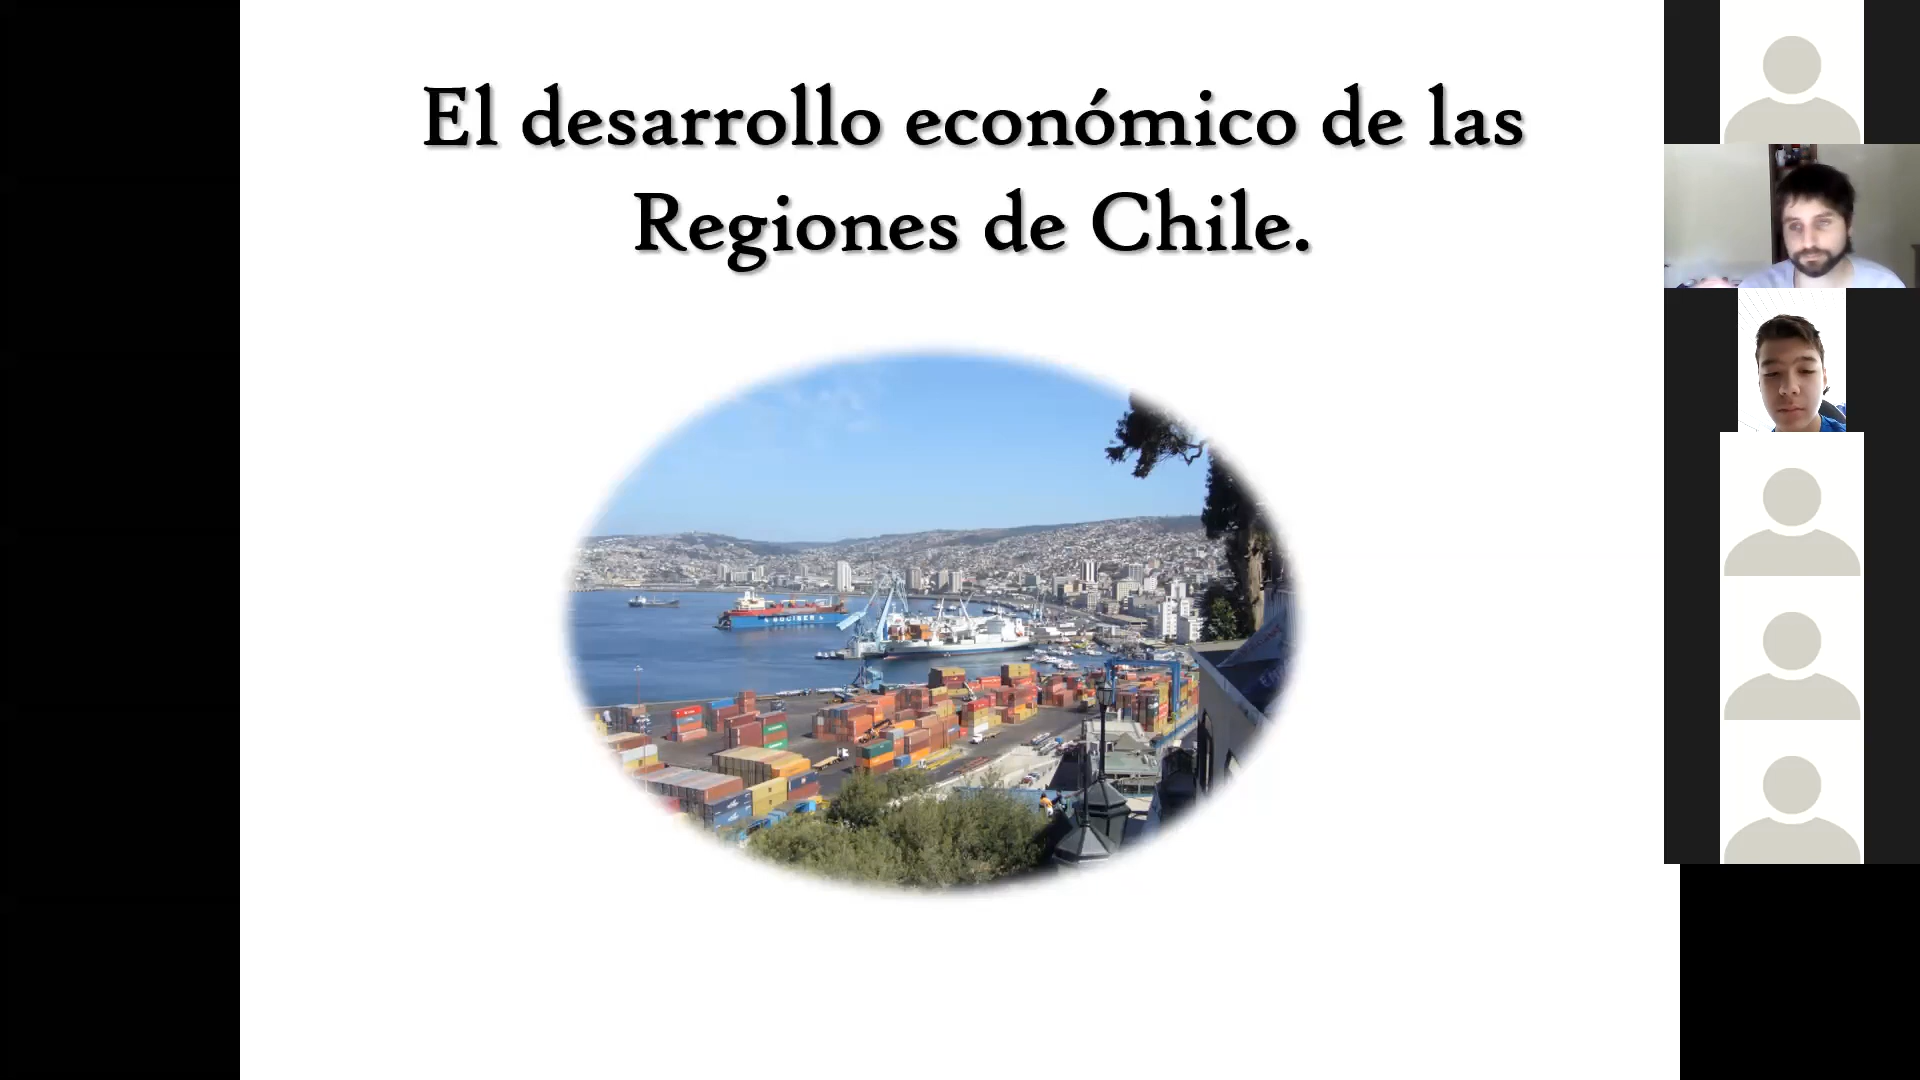 El desarrollo económico de las
Regiones de Chile.